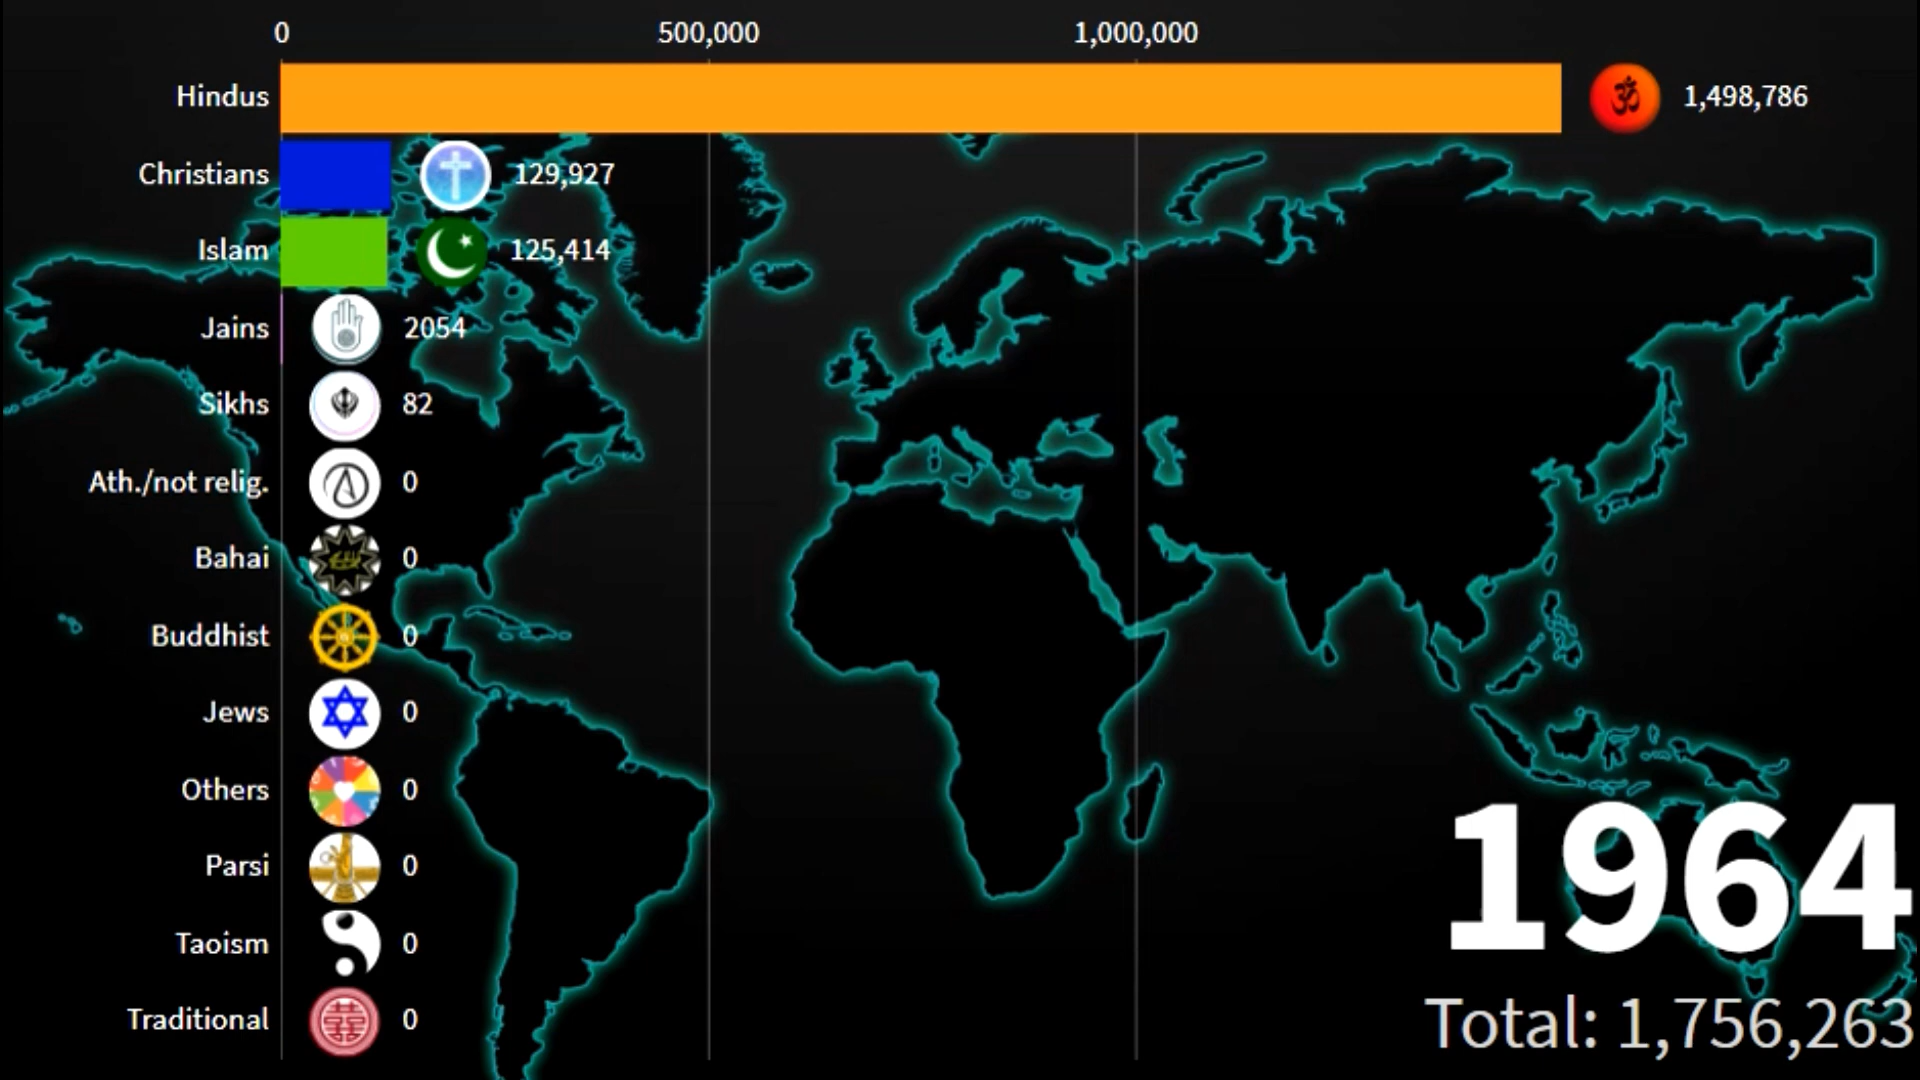 0 500,000 1,000,000
Hindus 1,498,786
Christians 129,927
Islam 125,414
Jains 2054
Sikhs 82
Ath./not relig. 0
Bahai 0
Buddhist 0
Jews 0
Others 0
Parsi 0
Taoism 0
Traditional 0
1964
Total: 1,756,263